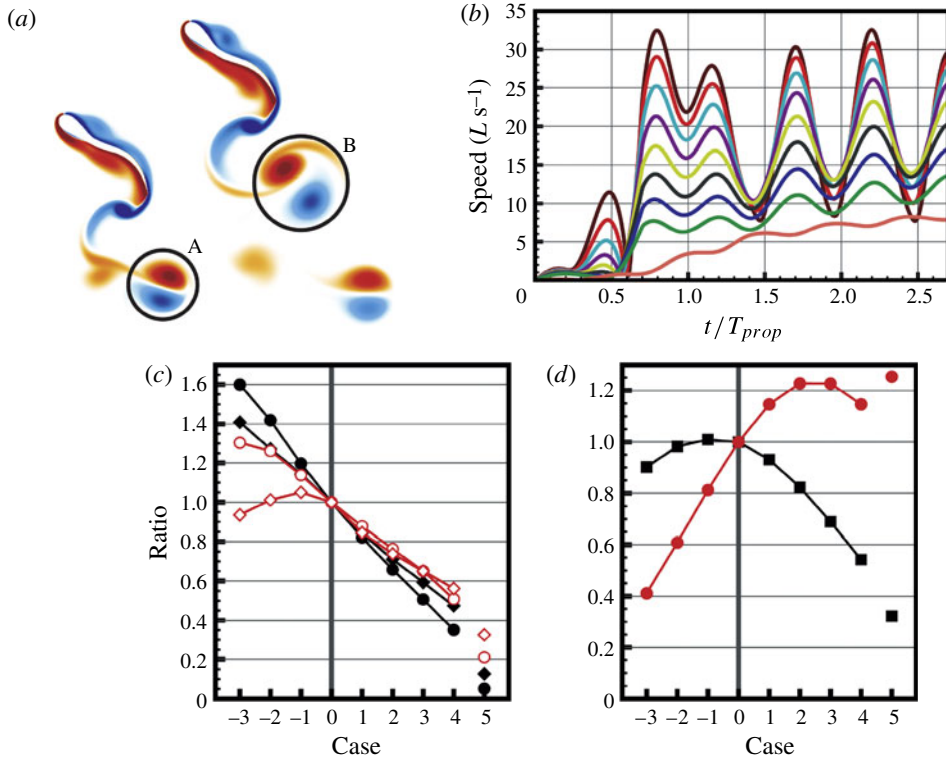 (a)
A
B
(b)
Speed (L s⁻¹)
35
30
25
20
15
10
5
0
0.5 1.0 1.5 2.0 2.5
t/T_prop
(c)
Ratio
1.6
1.4
1.2
1.0
0.8
0.6
0.4
0.2
0
–3 –2 –1 0 1 2 3 4 5
Case
(d)
1.2
1.0
0.8
0.6
0.4
0.2
0
–3 –2 –1 0 1 2 3 4 5
Case